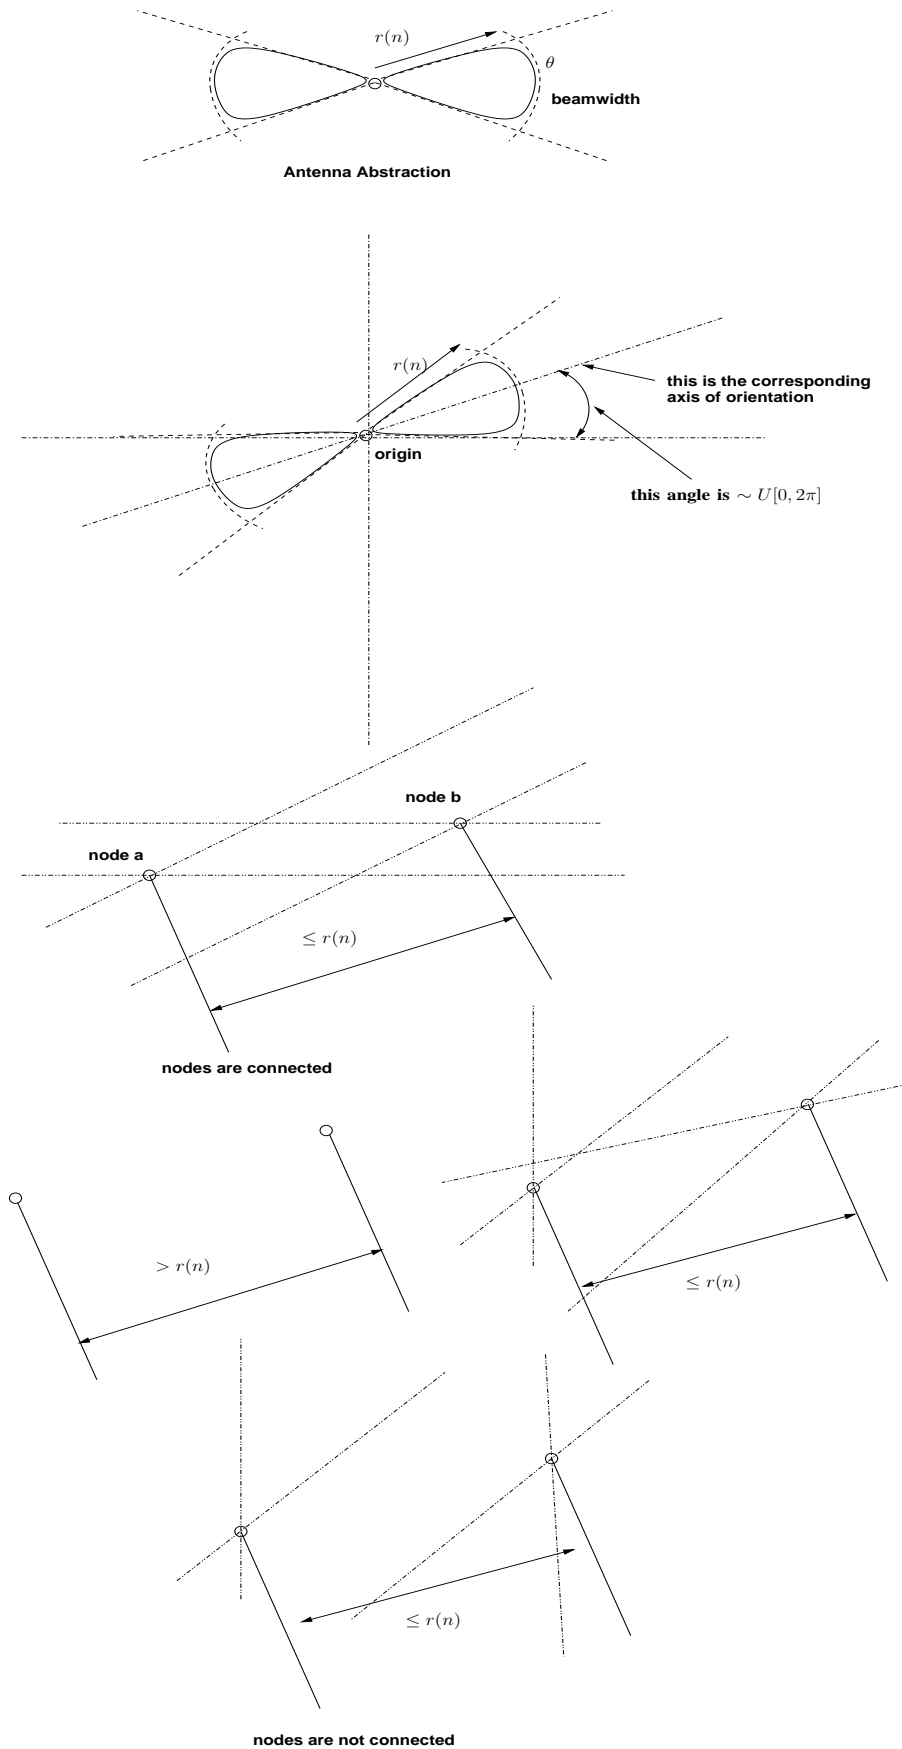 r(n)
θ
beamwidth
Antenna Abstraction
r(n)
this is the corresponding
axis of orientation
origin
this angle is ∼ U[0, 2π]
node b
node a
≤ r(n)
nodes are connected
> r(n)
≤ r(n)
≤ r(n)
nodes are not connected